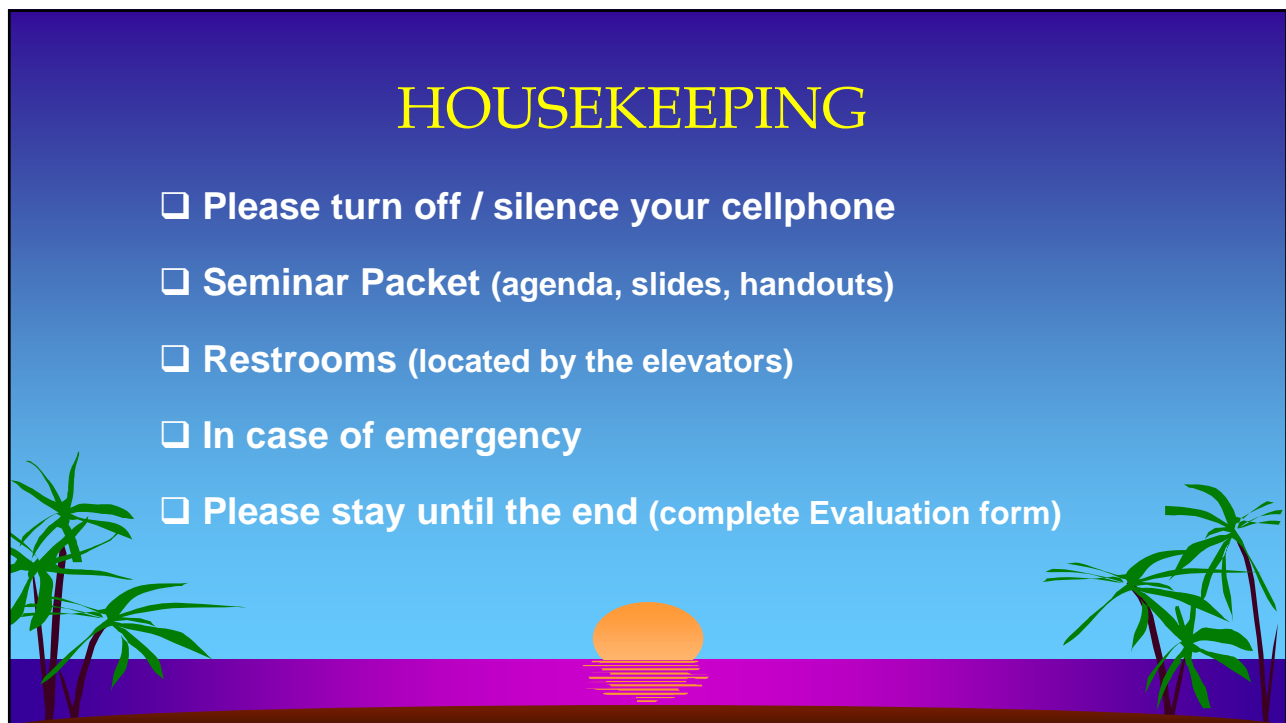 HOUSEKEEPING
❑ Please turn off / silence your cellphone
❑ Seminar Packet (agenda, slides, handouts)
❑ Restrooms (located by the elevators)
❑ In case of emergency
❑ Please stay until the end (complete Evaluation form)